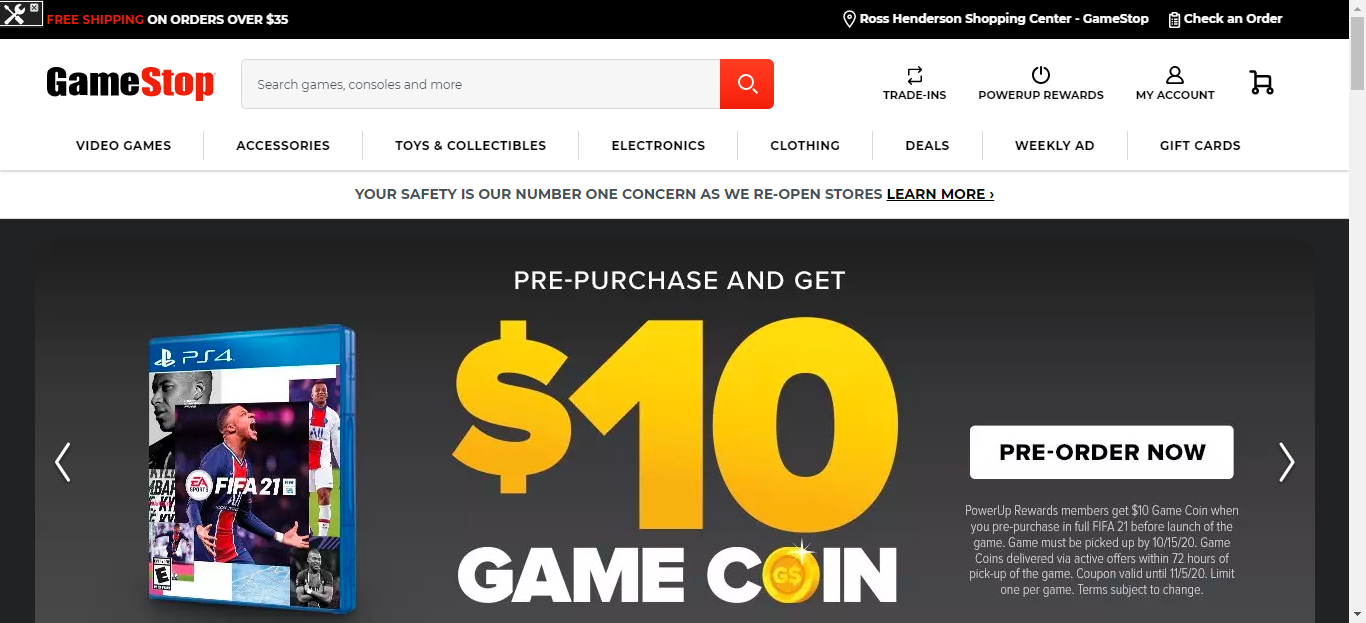 FREE SHIPPING ON ORDERS OVER $35
Ross Henderson Shopping Center - GameStop
Check an Order
GameStop
Search games, consoles and more
TRADE-INS
POWERUP REWARDS
MY ACCOUNT
VIDEO GAMES
ACCESSORIES
TOYS & COLLECTIBLES
ELECTRONICS
CLOTHING
DEALS
WEEKLY AD
GIFT CARDS
YOUR SAFETY IS OUR NUMBER ONE CONCERN AS WE RE-OPEN STORES LEARN MORE ›
PRE-PURCHASE AND GET
$10
GAME COIN
G$
PS4
EA
SPORTS
FIFA 21
E
PRE-ORDER NOW
PowerUp Rewards members get $10 Game Coin when
you pre-purchase in full FIFA 21 before launch of the
game. Game must be picked up by 10/15/20. Game
Coins delivered via active offers within 72 hours of
pick-up of the game. Coupon valid until 11/5/20. Limit
one per game. Terms subject to change.